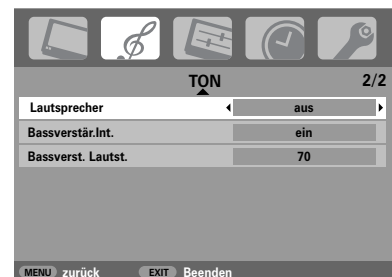 TON 2/2
Lautsprecher aus
Bassverstär.Int. ein
Bassverst. Lautst. 70
MENU zurück EXIT Beenden